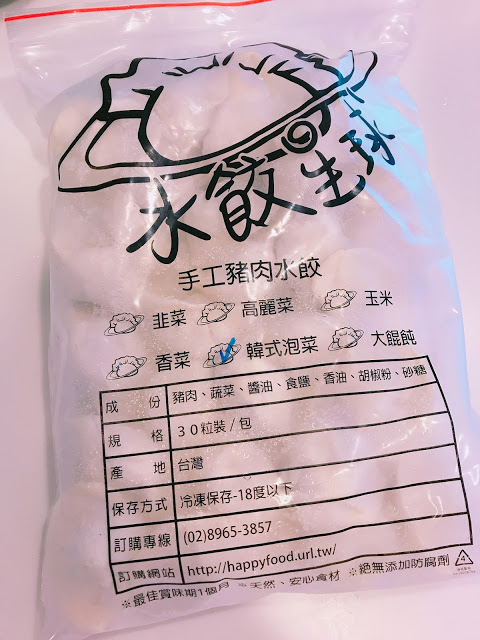 水餃生球
手工豬肉水餃
韭菜 高麗菜 玉米
香菜 韓式泡菜 大餛飩
成份 豬肉、蔬菜、醬油、食鹽、香油、胡椒粉、砂糖
規格 30粒裝/包
產地 台灣
保存方式 冷凍保存-18度以下
訂購專線 (02)8965-3857
訂購網站 http://happyfood.url.tw/
※最佳賞味期1個月 ※天然、安心食材 ※絕無添加防腐劑
4